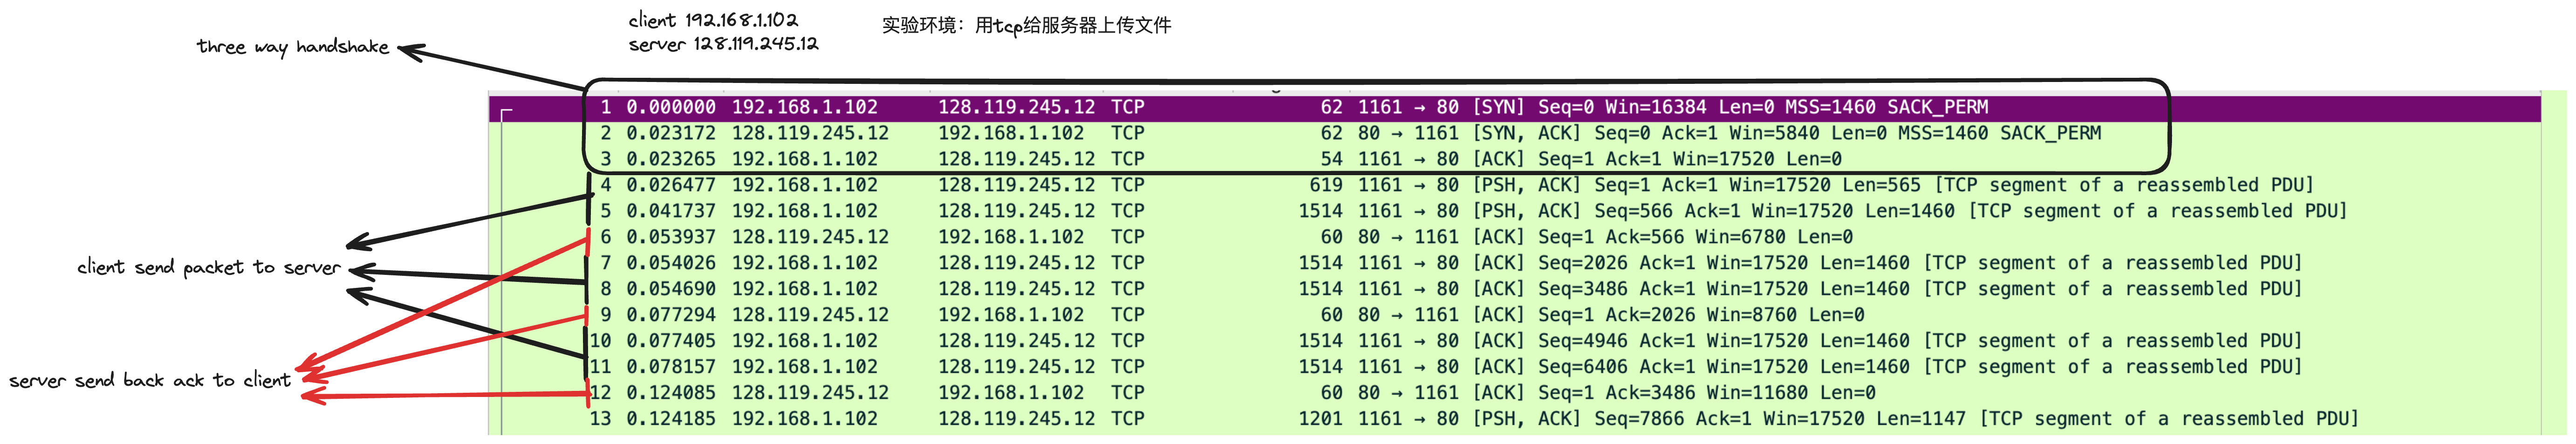 client 192.168.1.102
server 128.119.245.12
实验环境：用tcp给服务器上传文件
three way handshake
1 0.000000 192.168.1.102 128.119.245.12 TCP 62 1161 → 80 [SYN] Seq=0 Win=16384 Len=0 MSS=1460 SACK_PERM
2 0.023172 128.119.245.12 192.168.1.102 TCP 62 80 → 1161 [SYN, ACK] Seq=0 Ack=1 Win=5840 Len=0 MSS=1460 SACK_PERM
3 0.023265 192.168.1.102 128.119.245.12 TCP 54 1161 → 80 [ACK] Seq=1 Ack=1 Win=17520 Len=0
4 0.026477 192.168.1.102 128.119.245.12 TCP 619 1161 → 80 [PSH, ACK] Seq=1 Ack=1 Win=17520 Len=565 [TCP segment of a reassembled PDU]
5 0.041737 192.168.1.102 128.119.245.12 TCP 1514 1161 → 80 [PSH, ACK] Seq=566 Ack=1 Win=17520 Len=1460 [TCP segment of a reassembled PDU]
6 0.053937 128.119.245.12 192.168.1.102 TCP 60 80 → 1161 [ACK] Seq=1 Ack=566 Win=6780 Len=0
client send packet to server
7 0.054026 192.168.1.102 128.119.245.12 TCP 1514 1161 → 80 [ACK] Seq=2026 Ack=1 Win=17520 Len=1460 [TCP segment of a reassembled PDU]
8 0.054690 192.168.1.102 128.119.245.12 TCP 1514 1161 → 80 [ACK] Seq=3486 Ack=1 Win=17520 Len=1460 [TCP segment of a reassembled PDU]
9 0.077294 128.119.245.12 192.168.1.102 TCP 60 80 → 1161 [ACK] Seq=1 Ack=2026 Win=8760 Len=0
10 0.077405 192.168.1.102 128.119.245.12 TCP 1514 1161 → 80 [ACK] Seq=4946 Ack=1 Win=17520 Len=1460 [TCP segment of a reassembled PDU]
11 0.078157 192.168.1.102 128.119.245.12 TCP 1514 1161 → 80 [ACK] Seq=6406 Ack=1 Win=17520 Len=1460 [TCP segment of a reassembled PDU]
server send back ack to client
12 0.124085 128.119.245.12 192.168.1.102 TCP 60 80 → 1161 [ACK] Seq=1 Ack=3486 Win=11680 Len=0
13 0.124185 192.168.1.102 128.119.245.12 TCP 1201 1161 → 80 [PSH, ACK] Seq=7866 Ack=1 Win=17520 Len=1147 [TCP segment of a reassembled PDU]